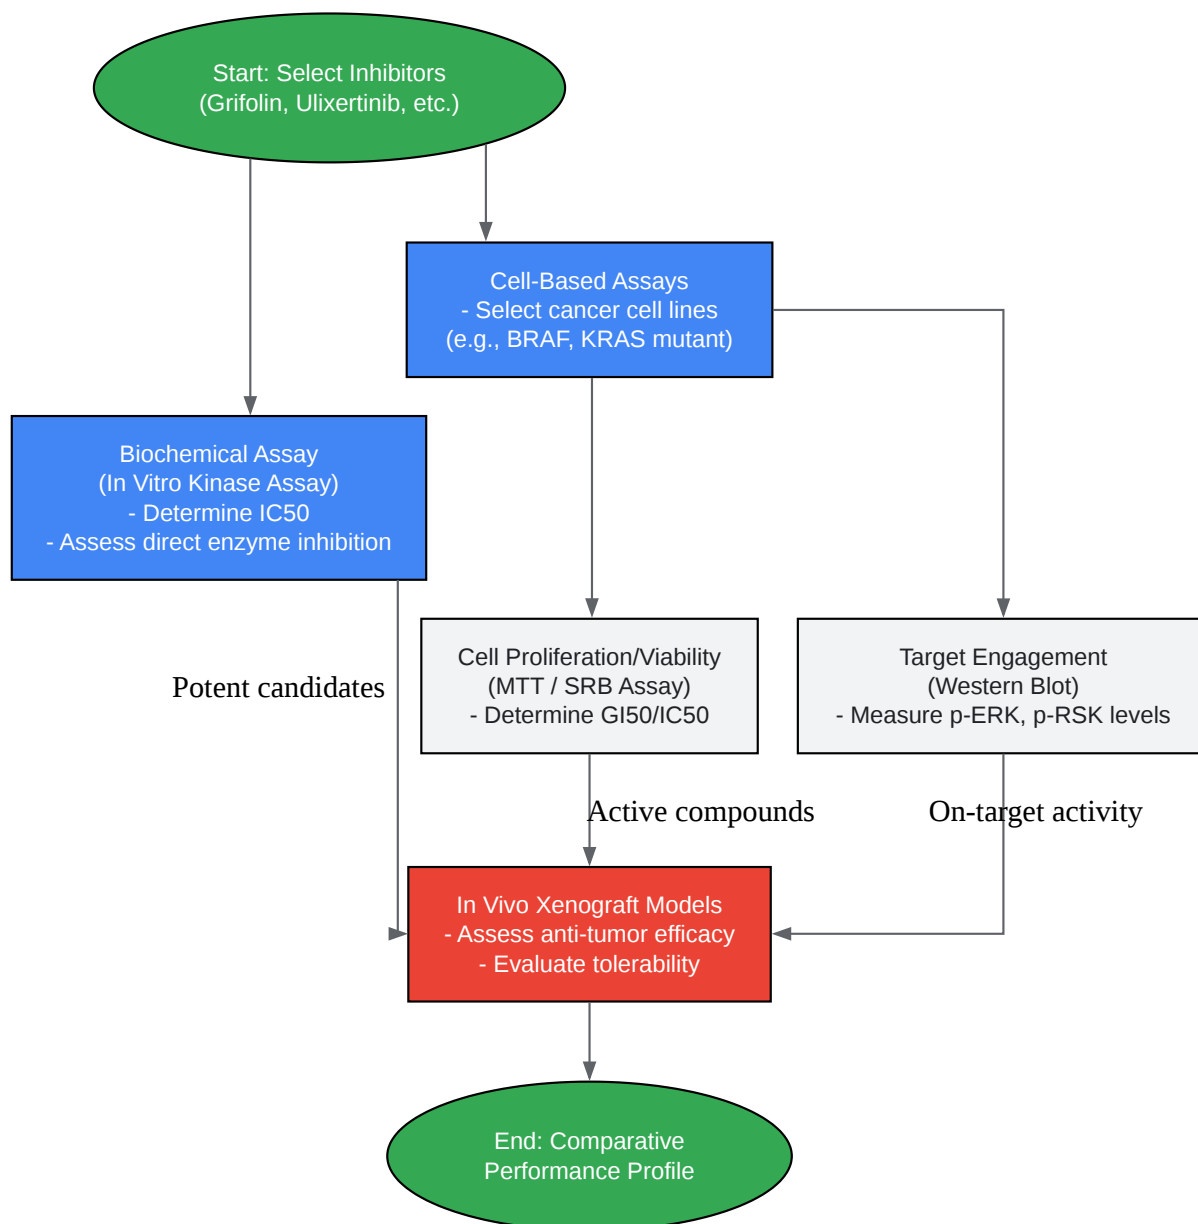 Start: Select Inhibitors
(Grifolin, Ulixertinib, etc.)
Cell-Based Assays
- Select cancer cell lines
(e.g., BRAF, KRAS mutant)
Biochemical Assay
(In Vitro Kinase Assay)
- Determine IC50
- Assess direct enzyme inhibition
Cell Proliferation/Viability
(MTT / SRB Assay)
- Determine GI50/IC50
Target Engagement
(Western Blot)
- Measure p-ERK, p-RSK levels
Potent candidates
Active compounds
On-target activity
In Vivo Xenograft Models
- Assess anti-tumor efficacy
- Evaluate tolerability
End: Comparative
Performance Profile